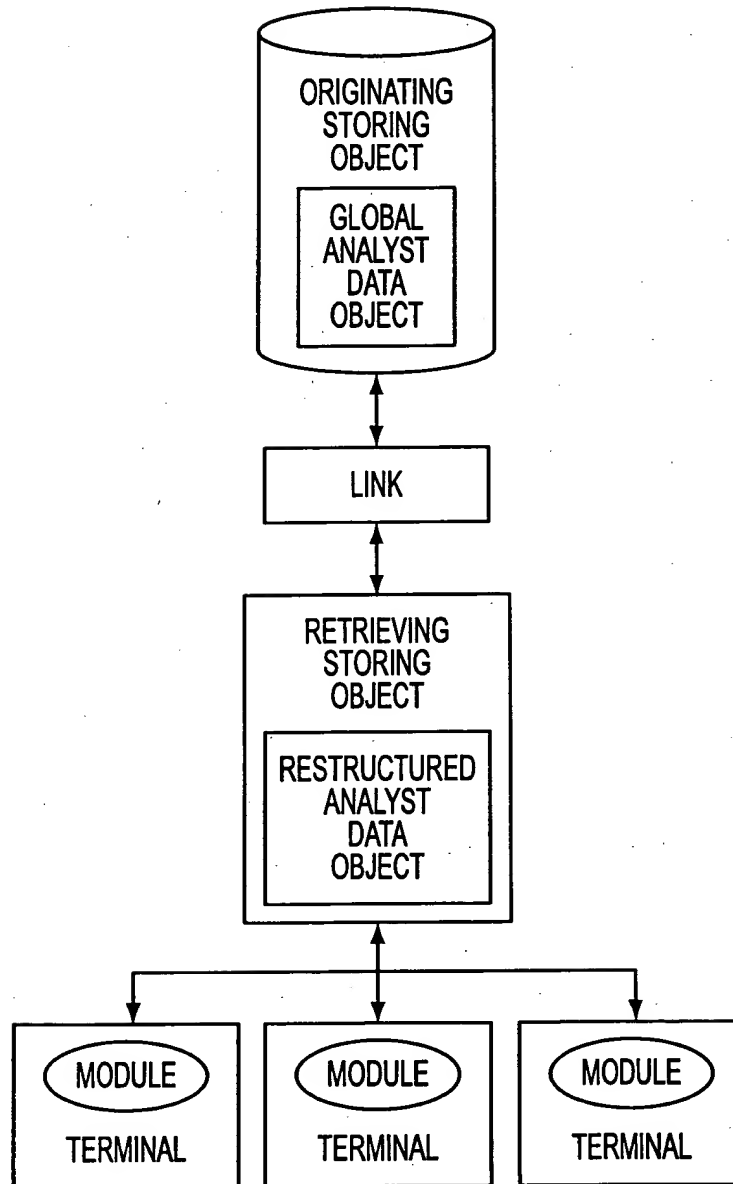 ORIGINATING
STORING
OBJECT
GLOBAL
ANALYST
DATA
OBJECT
LINK
RETRIEVING
STORING
OBJECT
RESTRUCTURED
ANALYST
DATA
OBJECT
MODULE
TERMINAL
MODULE
TERMINAL
MODULE
TERMINAL